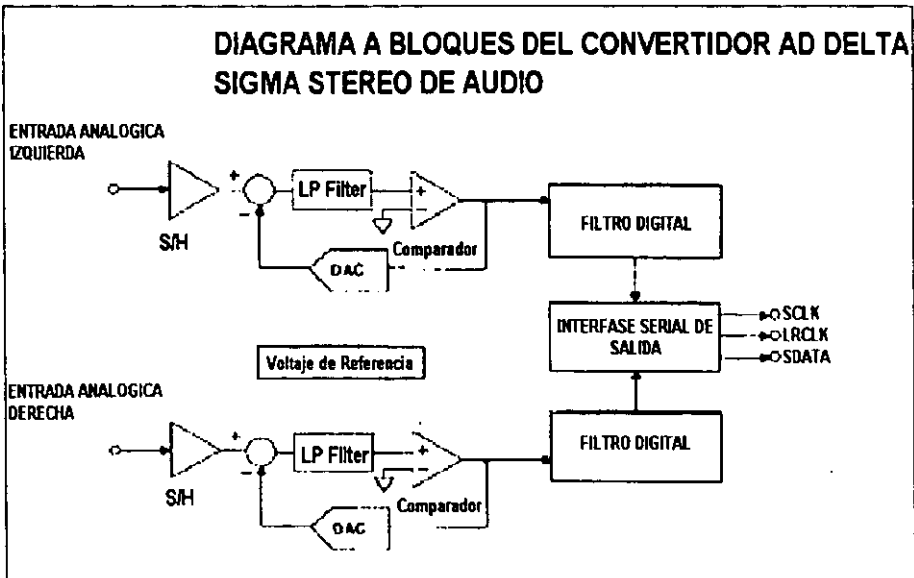 DIAGRAMA A BLOQUES DEL CONVERTIDOR AD DELTA
SIGMA STEREO DE AUDIO
ENTRADA ANALOGICA
IZQUIERDA
S/H
+
−
LP Filter
+
−
Comparador
DAC
FILTRO DIGITAL
INTERFASE SERIAL DE
SALIDA
SCLK
LRCLK
SDATA
Voltaje de Referencia
ENTRADA ANALOGICA
DERECHA
S/H
+
−
LP Filter
+
−
Comparador
DAC
FILTRO DIGITAL